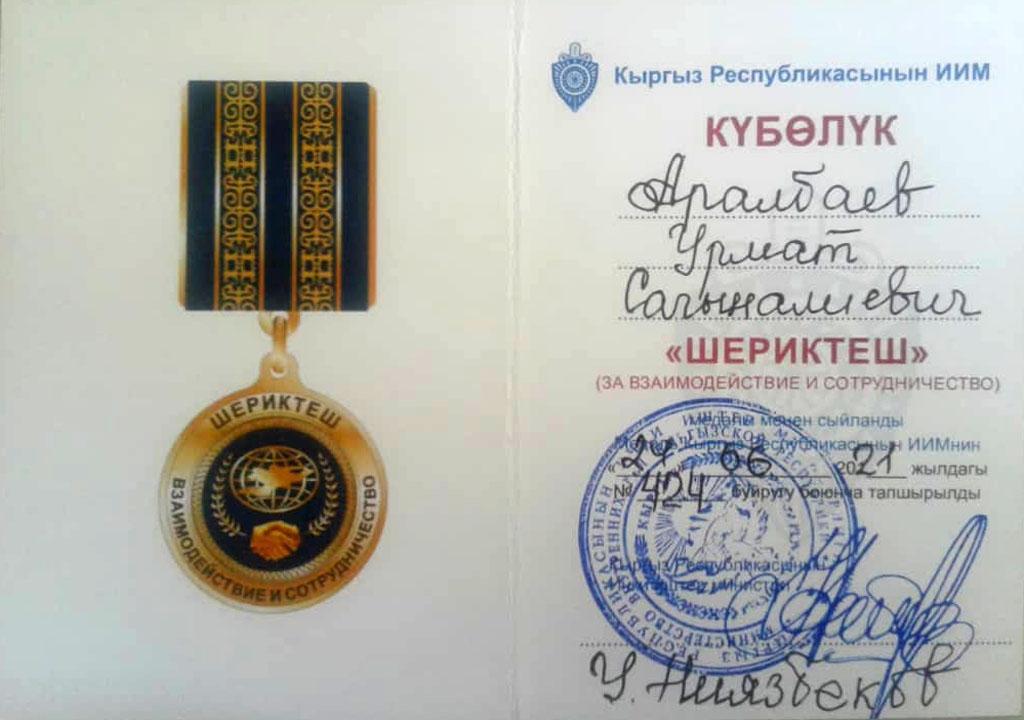 ШЕРИКТЕШ
ВЗАИМОДЕЙСТВИЕ И СОТРУДНИЧЕСТВО
Кыргыз Республикасынын ИИМ
КҮБӨЛҮК
Аралбаев
Урмат
Сагыналиевич
«ШЕРИКТЕШ»
(ЗА ВЗАИМОДЕЙСТВИЕ И СОТРУДНИЧЕСТВО)
медалы менен сыйланды
Кыргыз Республикасынын ИИМнин
06 2021 жылдагы
№ 424 буйругу боюнча тапшырылды
Кыргыз Республикасынын
У. Ниязбеков